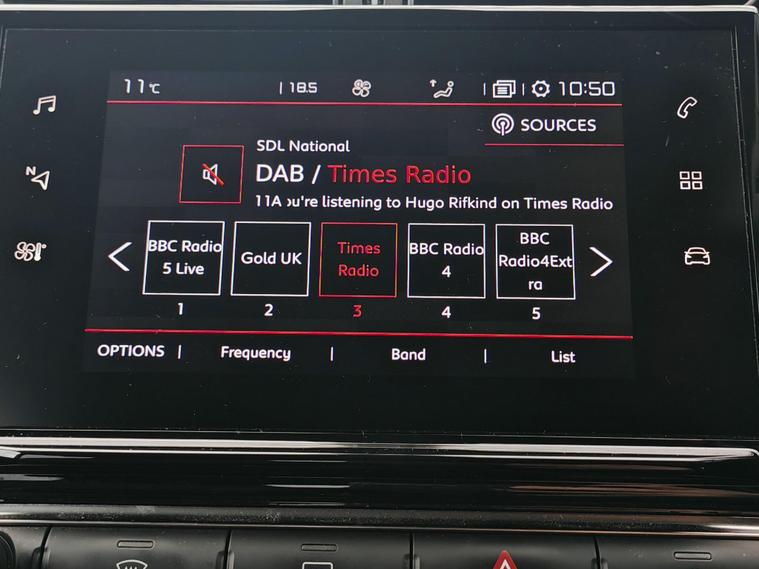 11°C | 18.5 | | 10:50
SOURCES
SDL National
DAB / Times Radio
11A ou're listening to Hugo Rifkind on Times Radio
BBC Radio
5 Live
Gold UK
Times
Radio
BBC Radio
4
BBC
Radio4Ext
ra
1 2 3 4 5
OPTIONS | Frequency | Band | List
N